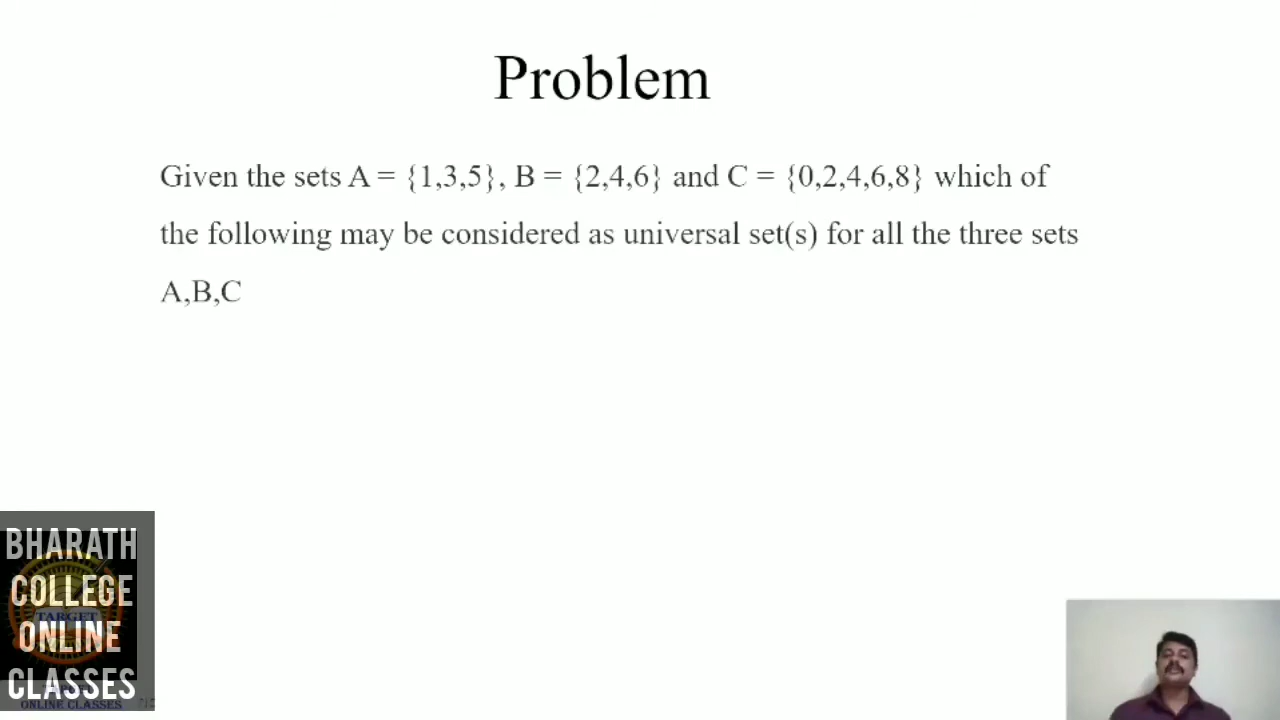 Problem
Given the sets A = {1,3,5}, B = {2,4,6} and C = {0,2,4,6,8} which of
the following may be considered as universal set(s) for all the three sets
A,B,C
BHARATH
COLLEGE
ONLINE
CLASSES
TARGET
ONLINE CLASSES